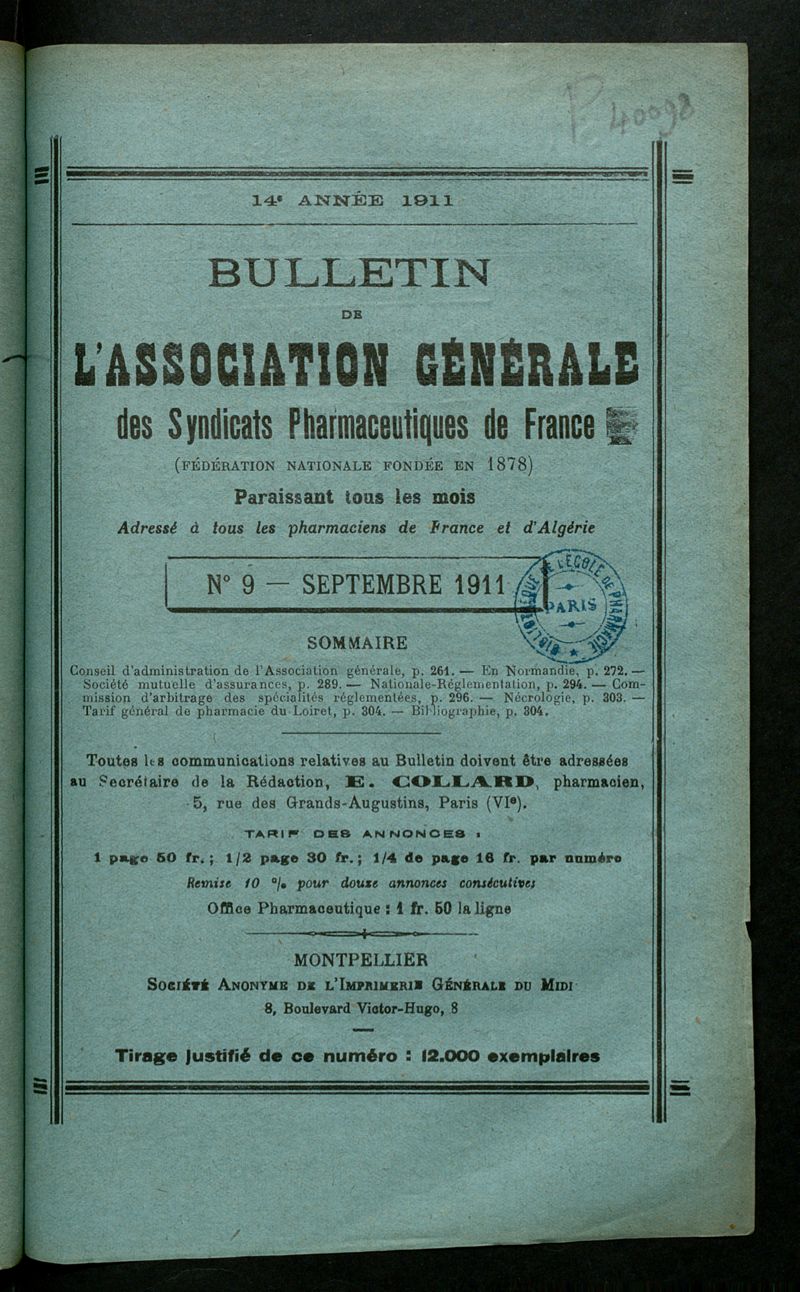 P 40098
14e ANNÉE 1911
BULLETIN
DE
L'ASSOCIATION GÉNÉRALE
des Syndicats Pharmaceutiques de France
(FÉDÉRATION NATIONALE FONDÉE EN 1878)
Paraissant tous les mois
Adressé à tous les pharmaciens de France et d'Algérie
N° 9 — SEPTEMBRE 1911
BIBLIOTHÈQUE DE L'ÉCOLE DE PHARMACIE
PARIS
SOMMAIRE
Conseil d'administration de l'Association générale, p. 261. — En Normandie, p. 272. —
Société mutuelle d'assurances, p. 289. — Nationale-Réglementation, p. 294. — Com-
mission d'arbitrage des spécialités réglementées, p. 296. — Nécrologie, p. 303. —
Tarif général de pharmacie du Loiret, p. 304. — Bibliographie, p. 304.
Toutes les communications relatives au Bulletin doivent être adressées
au Secrétaire de la Rédaction, E. COLLARD, pharmacien,
5, rue des Grands-Augustins, Paris (VIe).
TARIF DES ANNONCES :
1 page 50 fr. ; 1/2 page 30 fr. ; 1/4 de page 16 fr. par numéro
Remise 10 % pour douze annonces consécutives
Office Pharmaceutique : 1 fr. 50 la ligne
MONTPELLIER
SOCIÉTÉ ANONYME DE L'IMPRIMERIE GÉNÉRALE DU MIDI
8, Boulevard Victor-Hugo, 8
Tirage justifié de ce numéro : 12.000 exemplaires